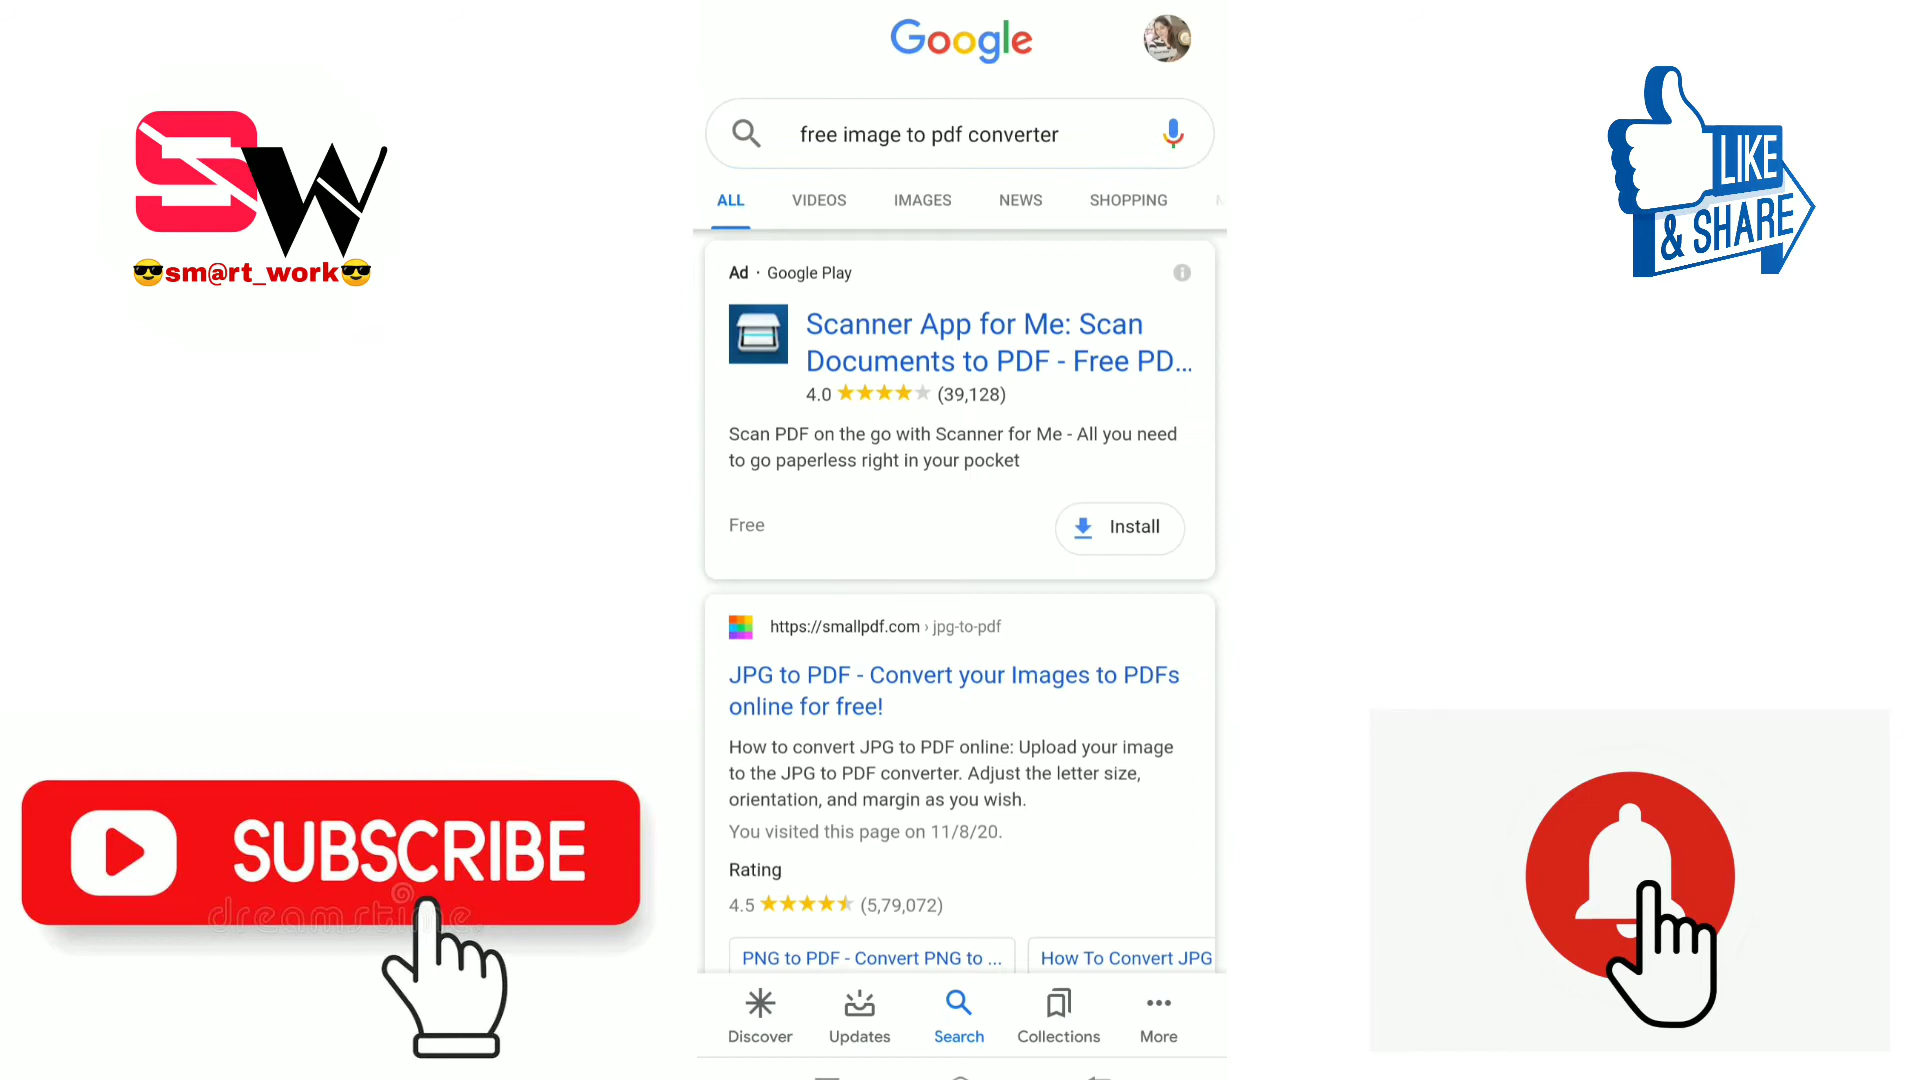 Google
free image to pdf converter
ALL VIDEOS IMAGES NEWS SHOPPING
Ad · Google Play
Scanner App for Me: Scan
Documents to PDF - Free PD...
4.0 ★★★★★ (39,128)
Scan PDF on the go with Scanner for Me - All you need
to go paperless right in your pocket
Free
Install
https://smallpdf.com › jpg-to-pdf
JPG to PDF - Convert your Images to PDFs
online for free!
How to convert JPG to PDF online: Upload your image
to the JPG to PDF converter. Adjust the letter size,
orientation, and margin as you wish.
You visited this page on 11/8/20.
Rating
4.5 ★★★★★ (5,79,072)
PNG to PDF - Convert PNG to ...
How To Convert JPG
Discover Updates Search Collections More
SW
😎sm@rt_work😎
LIKE
& SHARE
SUBSCRIBE
dreamstime